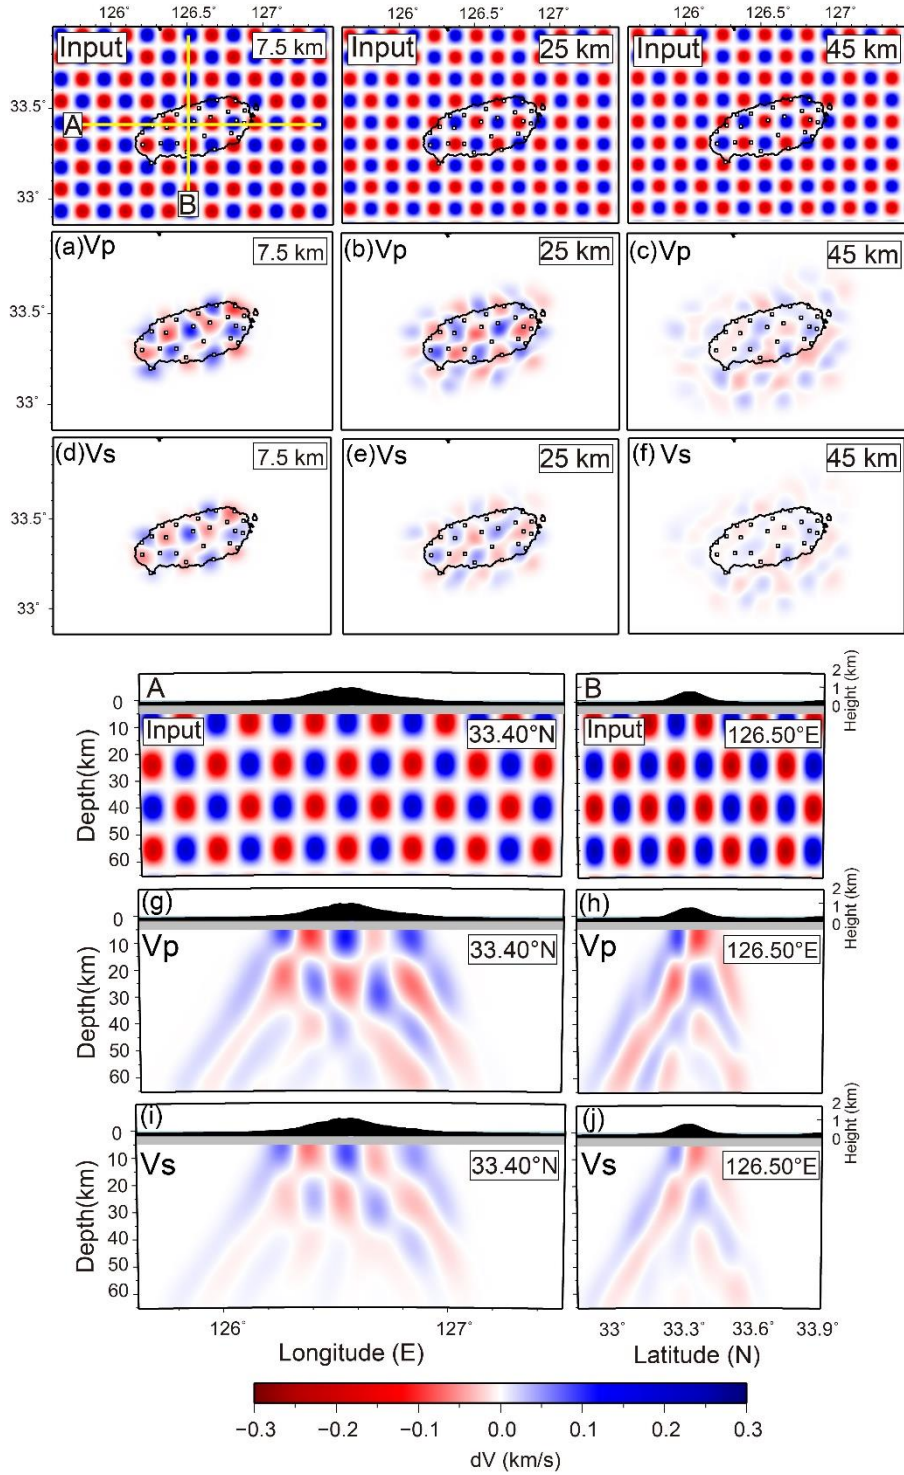 126° 126.5° 127° 126° 126.5° 127° 126° 126.5° 127°
Input 7.5 km Input 25 km Input 45 km
33.5°
A
33°
B
(a)Vp 7.5 km (b)Vp 25 km (c)Vp 45 km
33.5°
33°
(d)Vs 7.5 km (e)Vs 25 km (f)Vs 45 km
33.5°
33°
A B
0 2 1 0 Height (km)
Input 33.40°N Input 126.50°E
10
20
30
40
50
60
Depth(km)
(g) (h)
0 2 1 0 Height (km)
Vp 33.40°N Vp 126.50°E
10
20
30
40
50
60
Depth(km)
(i) (j)
0 2 1 0 Height (km)
Vs 33.40°N Vs 126.50°E
10
20
30
40
50
60
Depth(km)
126° 127° 33° 33.3° 33.6° 33.9°
Longitude (E) Latitude (N)
−0.3 −0.2 −0.1 0.0 0.1 0.2 0.3
dV (km/s)